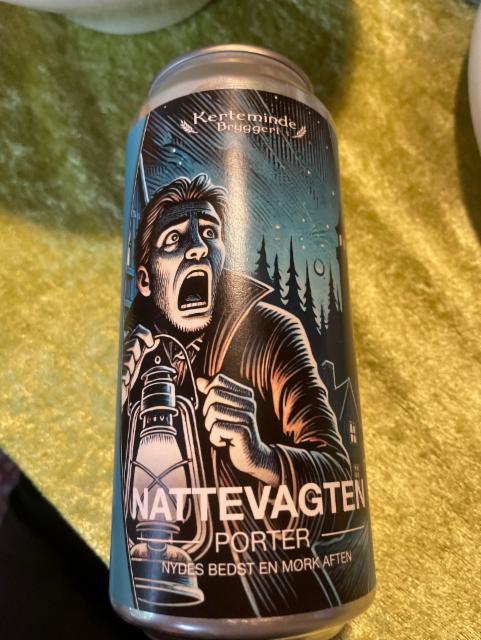 Kerteminde
Bryggeri
NATTEVAGTEN
PORTER
NYDES BEDST EN MØRK AFTEN